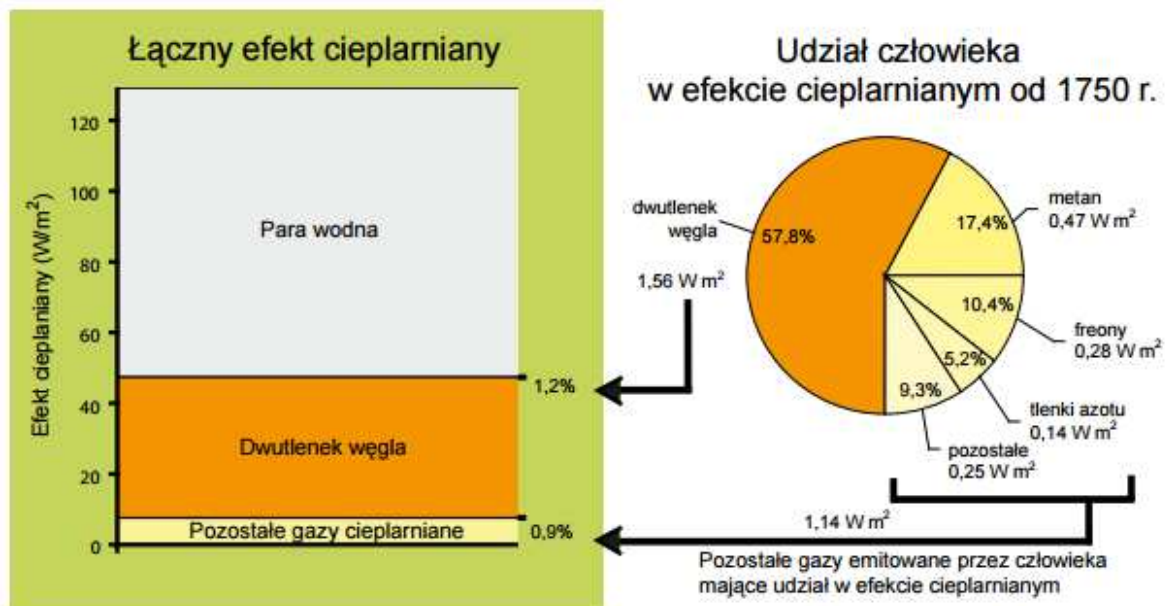 Łączny efekt cieplarniany
Efekt ciepłaniany (W/m²)
120
100
80
60
40
20
0
Para wodna
Dwutlenek węgla
Pozostałe gazy cieplarniane
1,2%
0,9%
Udział człowieka
w efekcie cieplarnianym od 1750 r.
dwutlenek
węgla
57,8%
1,56 W m²
17,4%
metan
0,47 W m²
10,4%
freony
0,28 W m²
5,2%
tlenki azotu
0,14 W m²
9,3%
pozostałe
0,25 W m²
1,14 W m²
Pozostałe gazy emitowane przez człowieka
mające udział w efekcie cieplarnianym